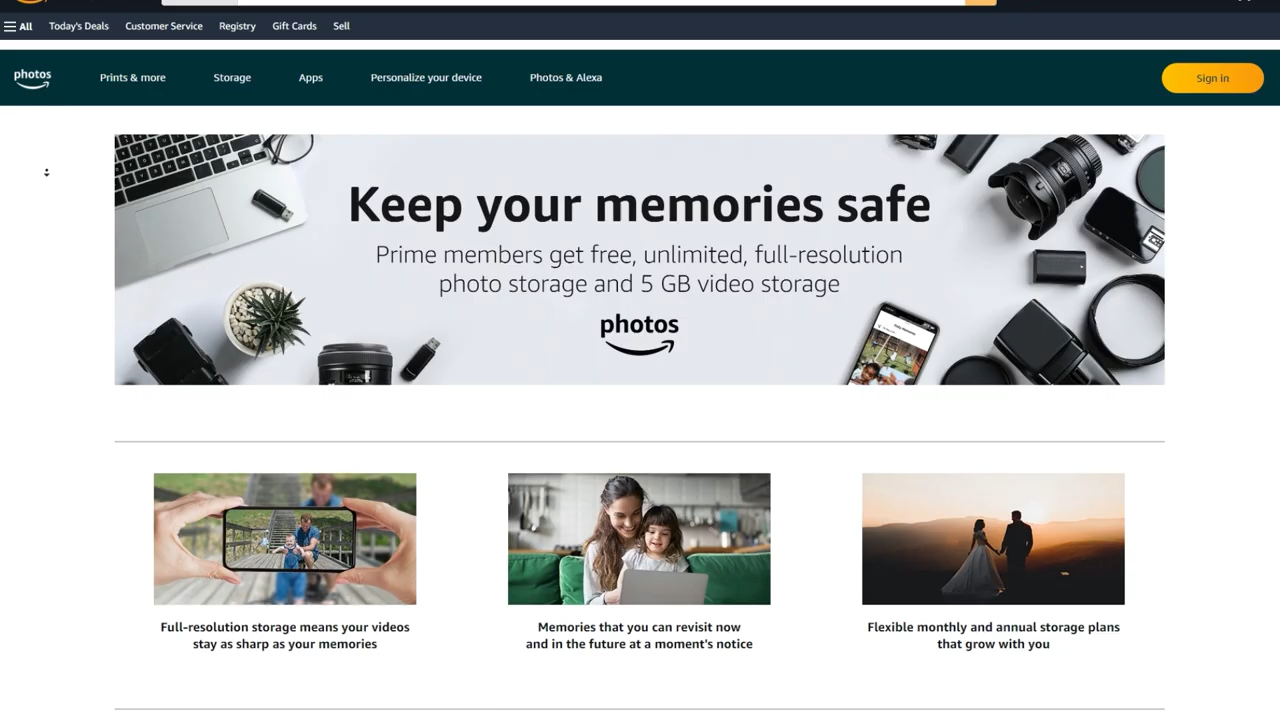 All Today's Deals Customer Service Registry Gift Cards Sell
photos Prints & more Storage Apps Personalize your device Photos & Alexa Sign in
Keep your memories safe
Prime members get free, unlimited, full-resolution
photo storage and 5 GB video storage
photos
Full-resolution storage means your videos
stay as sharp as your memories
Memories that you can revisit now
and in the future at a moment's notice
Flexible monthly and annual storage plans
that grow with you